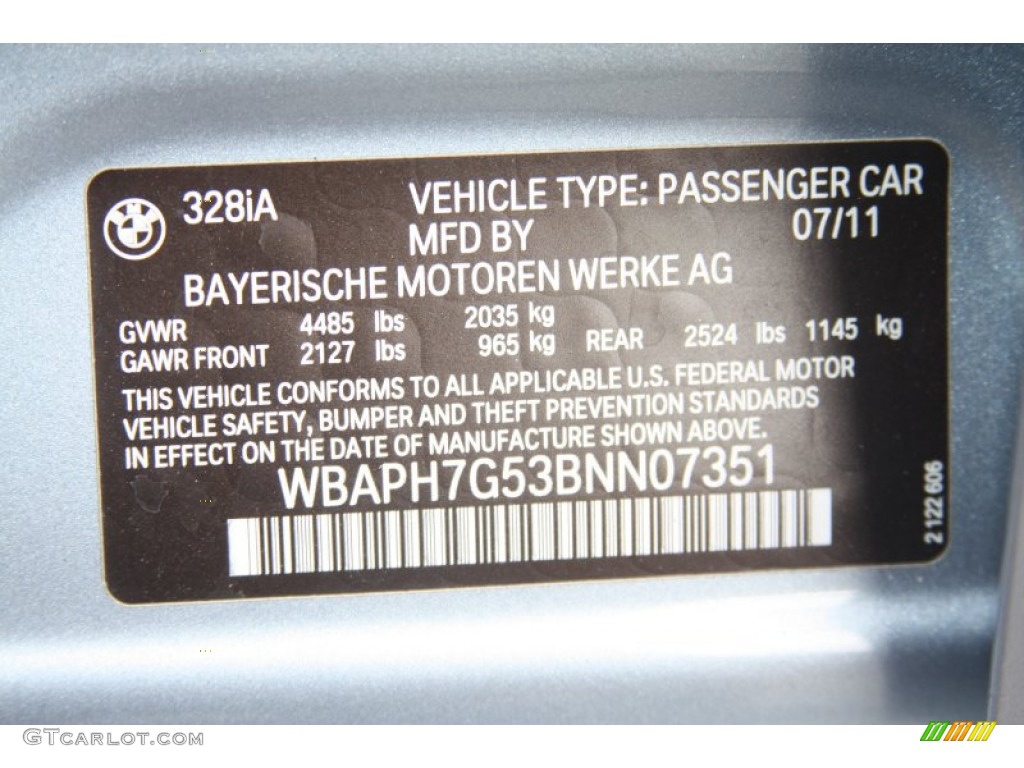 328iA VEHICLE TYPE: PASSENGER CAR
MFD BY 07/11
BAYERISCHE MOTOREN WERKE AG
GVWR 4485 lbs 2035 kg
GAWR FRONT 2127 lbs 965 kg REAR 2524 lbs 1145 kg
THIS VEHICLE CONFORMS TO ALL APPLICABLE U.S. FEDERAL MOTOR
VEHICLE SAFETY, BUMPER AND THEFT PREVENTION STANDARDS
IN EFFECT ON THE DATE OF MANUFACTURE SHOWN ABOVE.
WBAPH7G53BNN07351
2 122 606
GTCarLot.com